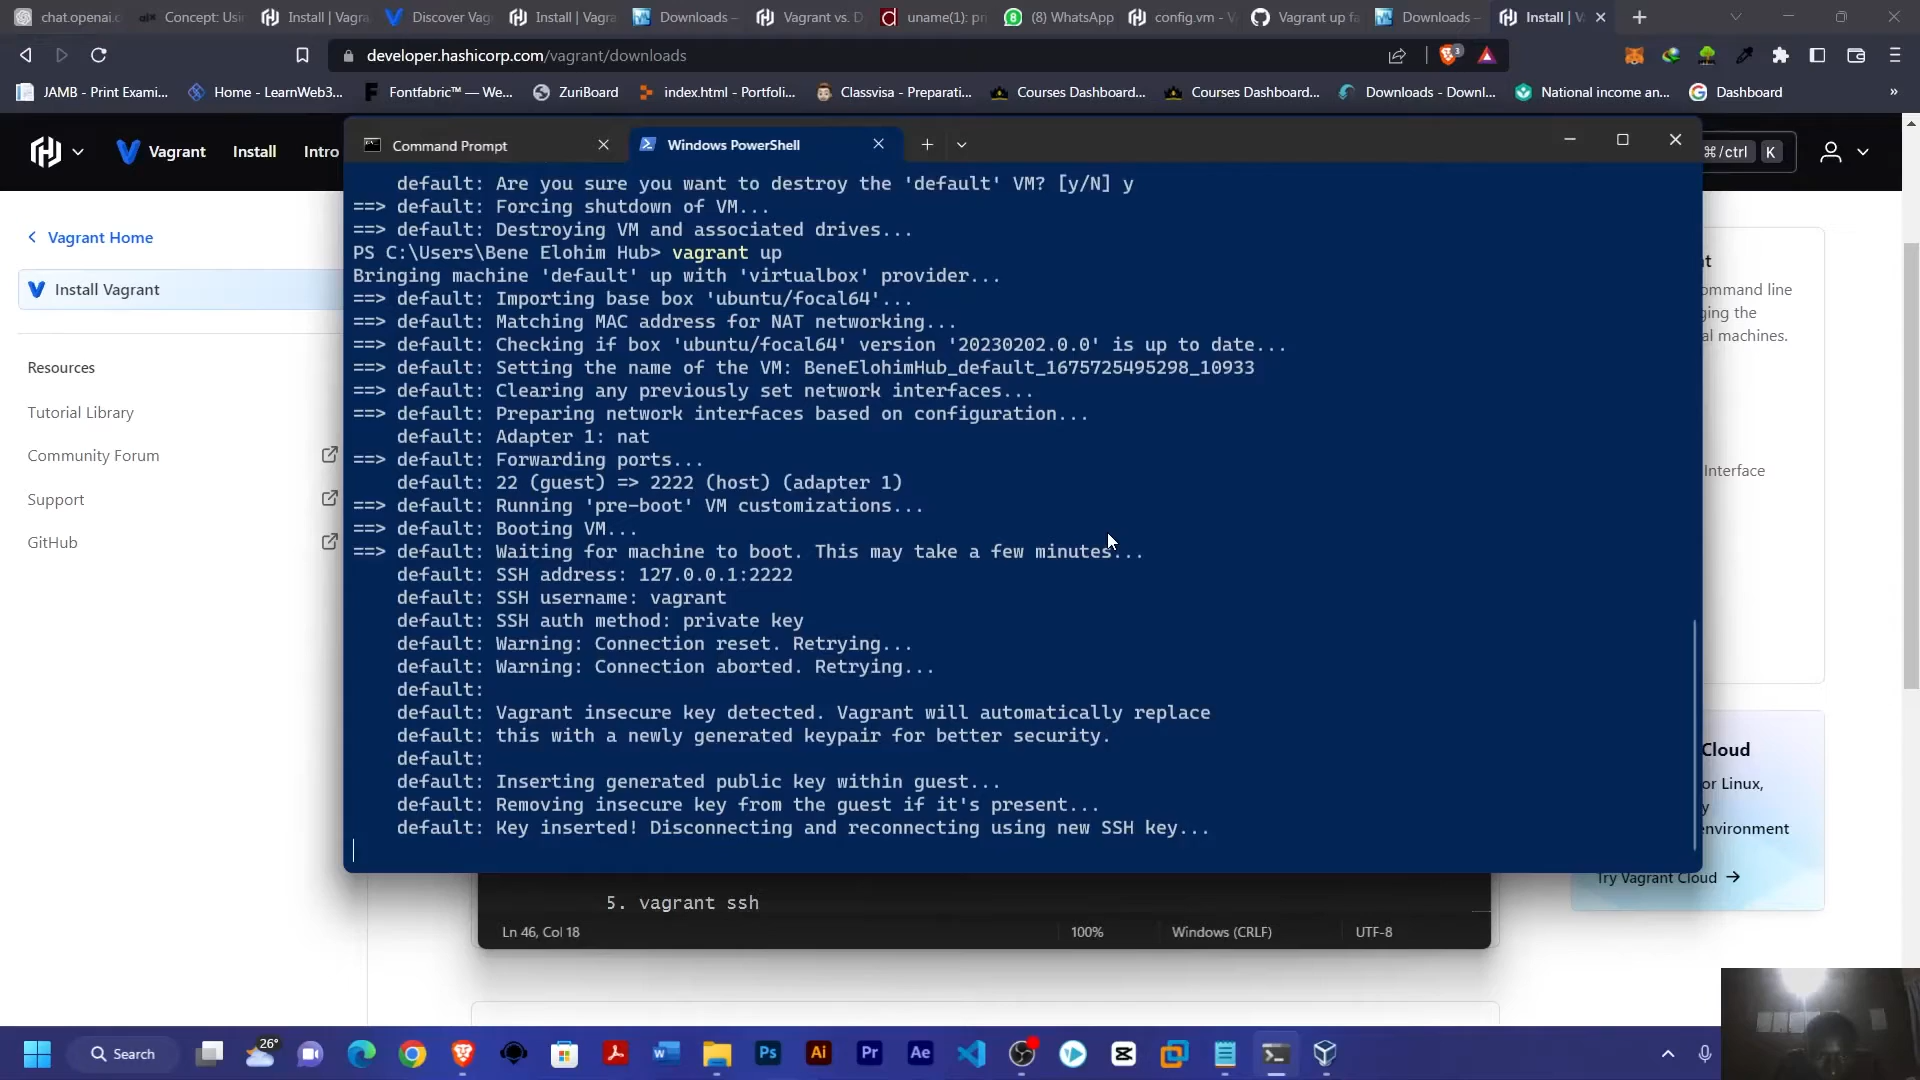 chat.openai.c
Concept: Usi
Install | Vagra
Discover Vag
Install | Vagra
Downloads –
Vagrant vs. D
uname(1): pr
(8) WhatsApp
config.vm - V
Vagrant up fa
Downloads –
Install | V
developer.hashicorp.com/vagrant/downloads
3
JAMB - Print Exami...
Home - LearnWeb3...
Fontfabric™ — We...
ZuriBoard
index.html - Portfoli...
Classvisa - Preparati...
Courses Dashboard...
Courses Dashboard...
Downloads - Downl...
National income an...
Dashboard
»
Vagrant
Install
Intro
⌘/ctrl
K
Command Prompt
Windows PowerShell
default: Are you sure you want to destroy the 'default' VM? [y/N] y
==> default: Forcing shutdown of VM...
==> default: Destroying VM and associated drives...
PS C:\Users\Bene Elohim Hub> vagrant up
Bringing machine 'default' up with 'virtualbox' provider...
==> default: Importing base box 'ubuntu/focal64'...
==> default: Matching MAC address for NAT networking...
==> default: Checking if box 'ubuntu/focal64' version '20230202.0.0' is up to date...
==> default: Setting the name of the VM: BeneElohimHub_default_1675725495298_10933
==> default: Clearing any previously set network interfaces...
==> default: Preparing network interfaces based on configuration...
default: Adapter 1: nat
==> default: Forwarding ports...
default: 22 (guest) => 2222 (host) (adapter 1)
==> default: Running 'pre-boot' VM customizations...
==> default: Booting VM...
==> default: Waiting for machine to boot. This may take a few minutes...
default: SSH address: 127.0.0.1:2222
default: SSH username: vagrant
default: SSH auth method: private key
default: Warning: Connection reset. Retrying...
default: Warning: Connection aborted. Retrying...
default:
default: Vagrant insecure key detected. Vagrant will automatically replace
default: this with a newly generated keypair for better security.
default:
default: Inserting generated public key within guest...
default: Removing insecure key from the guest if it's present...
default: Key inserted! Disconnecting and reconnecting using new SSH key...
Vagrant Home
Install Vagrant
Resources
Tutorial Library
Community Forum
Support
GitHub
nt
ommand line
ging the
al machines.
Interface
Cloud
or Linux,
y
environment
Try Vagrant Cloud
5. vagrant ssh
Ln 46, Col 18
100%
Windows (CRLF)
UTF-8
Search
26°
Ps
Ai
Pr
Ae